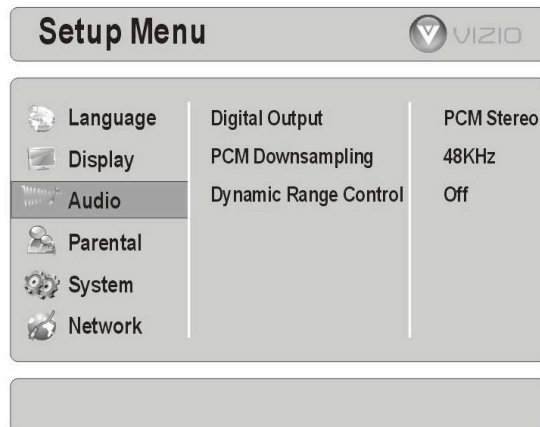 Setup Menu
VIZIO
Language
Digital Output
PCM Stereo
Display
PCM Downsampling
48KHz
Audio
Dynamic Range Control
Off
Parental
System
Network